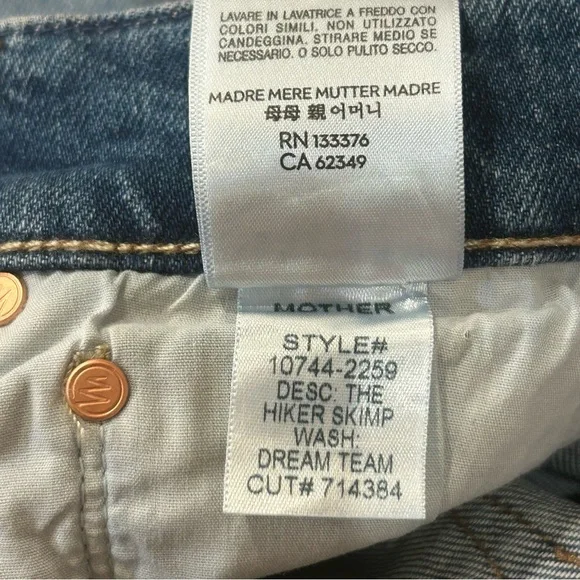 LAVARE IN LAVATRICE A FREDDO CON
COLORI SIMILI. NON UTILIZZATO
CANDEGGINA. STIRARE MEDIO SE
NECESSARIO. O SOLO PULITO SECCO.
MADRE MERE MUTTER MADRE
母母 親 어머니
RN 133376
CA 62349
MOTHER
STYLE#
10744-2259
DESC: THE
HIKER SKIMP
WASH:
DREAM TEAM
CUT# 714384